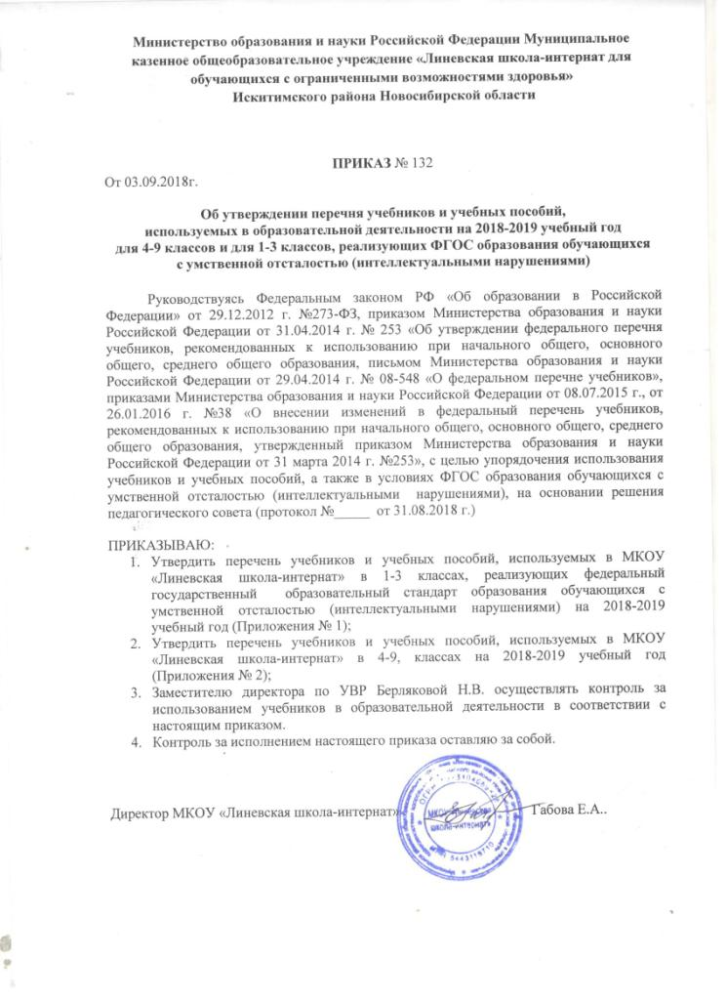 Министерство образования и науки Российской Федерации Муниципальное
казенное общеобразовательное учреждение «Линевская школа-интернат для
обучающихся с ограниченными возможностями здоровья»
Искитимского района Новосибирской области
ПРИКАЗ № 132
От 03.09.2018г.
Об утверждении перечня учебников и учебных пособий,
используемых в образовательной деятельности на 2018-2019 учебный год
для 4-9 классов и для 1-3 классов, реализующих ФГОС образования обучающихся
с умственной отсталостью (интеллектуальными нарушениями)
Руководствуясь Федеральным законом РФ «Об образовании в Российской
Федерации» от 29.12.2012 г. №273-ФЗ, приказом Министерства образования и науки
Российской Федерации от 31.04.2014 г. № 253 «Об утверждении федерального перечня
учебников, рекомендованных к использованию при начального общего, основного
общего, среднего общего образования, письмом Министерства образования и науки
Российской Федерации от 29.04.2014 г. № 08-548 «О федеральном перечне учебников»,
приказами Министерства образования и науки Российской Федерации от 08.07.2015 г., от
26.01.2016 г. №38 «О внесении изменений в федеральный перечень учебников,
рекомендованных к использованию при начального общего, основного общего, среднего
общего образования, утвержденный приказом Министерства образования и науки
Российской Федерации от 31 марта 2014 г. №253», с целью упорядочения использования
учебников и учебных пособий, а также в условиях ФГОС образования обучающихся с
умственной отсталостью (интеллектуальными нарушениями), на основании решения
педагогического совета (протокол №_____ от 31.08.2018 г.)
ПРИКАЗЫВАЮ:
1. Утвердить перечень учебников и учебных пособий, используемых в МКОУ
«Линевская школа-интернат» в 1-3 классах, реализующих федеральный
государственный образовательный стандарт образования обучающихся с
умственной отсталостью (интеллектуальными нарушениями) на 2018-2019
учебный год (Приложения № 1);
2. Утвердить перечень учебников и учебных пособий, используемых в МКОУ
«Линевская школа-интернат» в 4-9, классах на 2018-2019 учебный год
(Приложения № 2);
3. Заместителю директора по УВР Берляковой Н.В. осуществлять контроль за
использованием учебников в образовательной деятельности в соответствии с
настоящим приказом.
4. Контроль за исполнением настоящего приказа оставляю за собой.
Директор МКОУ «Линевская школа-интернат» Габова Е.А..
МКОУ
школа-интернат»
ИНН 5443116710